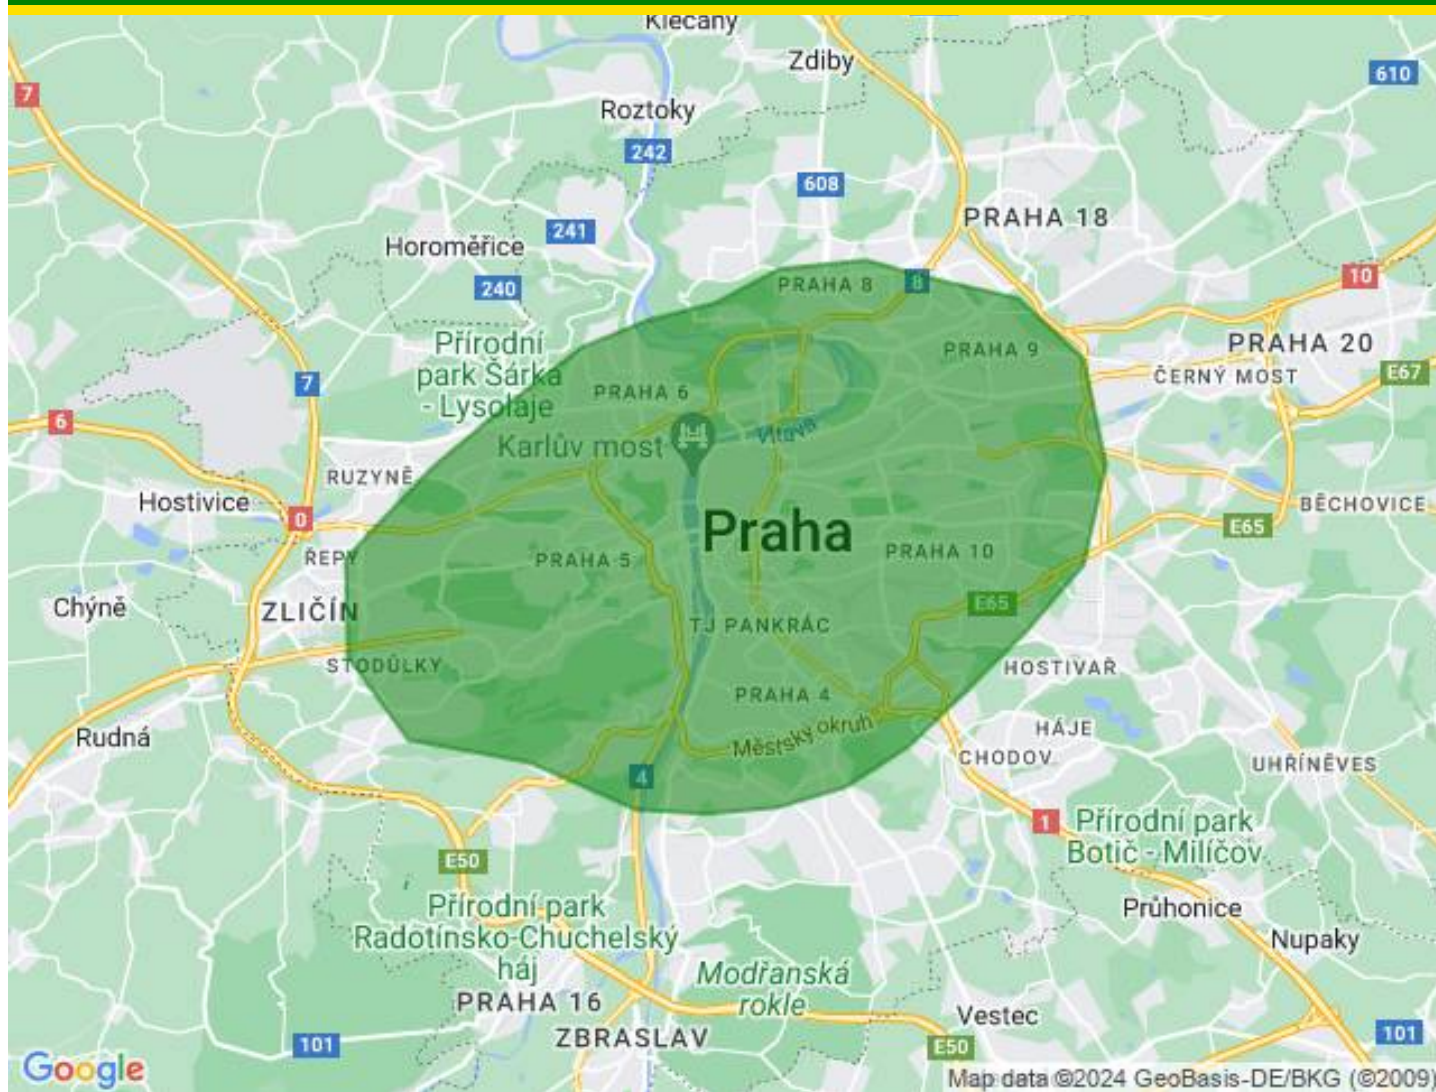 Klecany
Zdiby
610
7
Roztoky
242
608
PRAHA 18
241
Horoměřice
240
PRAHA 8
8
10
Přírodní
park Šárka
- Lysolaje
PRAHA 9
PRAHA 20
7
ČERNÝ MOST
E67
PRAHA 6
6
Karlův most
Vltava
RUZYNĚ
Hostivice
0
BĚCHOVICE
E65
Praha
ŘEPY
PRAHA 5
PRAHA 10
Chýně
ZLIČÍN
E65
TJ PANKRÁC
STODŮLKY
HOSTIVAŘ
PRAHA 4
Rudná
Městský okruh
HÁJE
CHODOV
UHŘÍNĚVES
4
1
Přírodní park
Botič - Milíčov
E50
Přírodní park
Radotínsko-Chuchelský
háj
Průhonice
Nupaky
Modřanská
rokle
PRAHA 16
Vestec
ZBRASLAV
101
E50
101
Google
Map data ©2024 GeoBasis-DE/BKG (©2009)